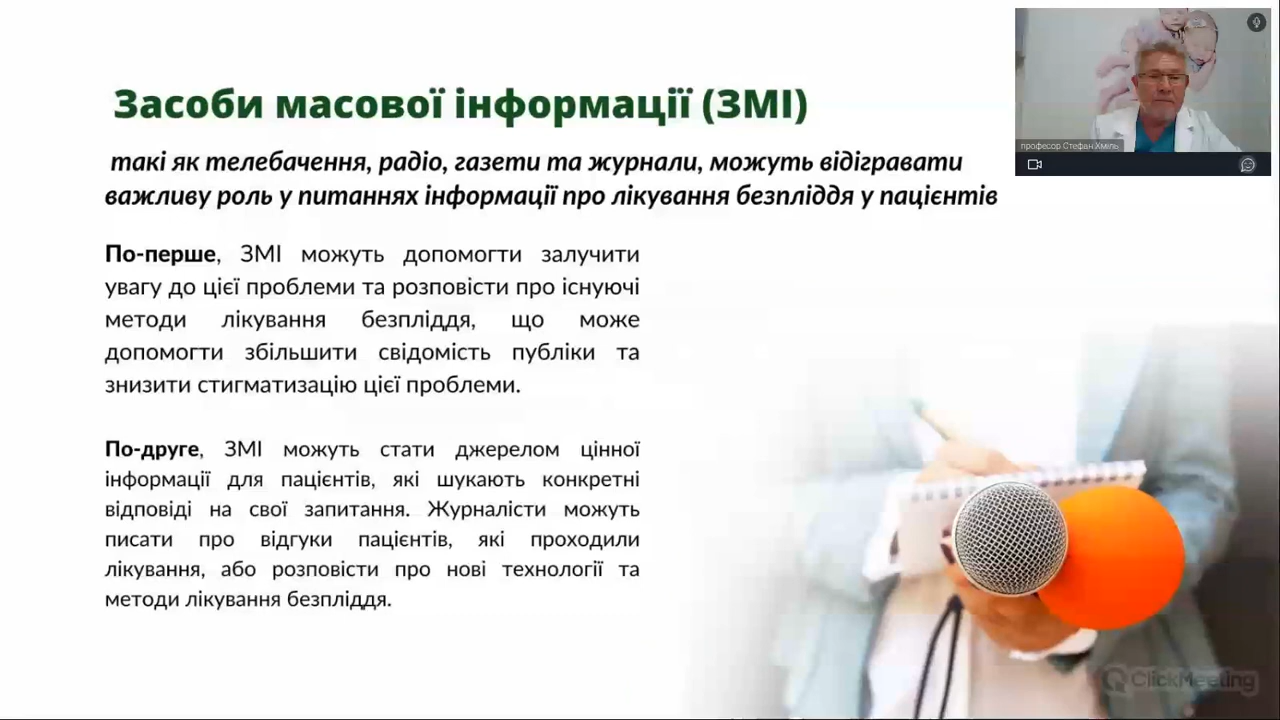 Засоби масової інформації (ЗМІ)
такі як телебачення, радіо, газети та журнали, можуть відігравати
важливу роль у питаннях інформації про лікування безпліддя у пацієнтів
По-перше, ЗМІ можуть допомогти залучити
увагу до цієї проблеми та розповісти про існуючі
методи лікування безпліддя, що може
допомогти збільшити свідомість публіки та
знизити стигматизацію цієї проблеми.
По-друге, ЗМІ можуть стати джерелом цінної
інформації для пацієнтів, які шукають конкретні
відповіді на свої запитання. Журналісти можуть
писати про відгуки пацієнтів, які проходили
лікування, або розповісти про нові технології та
методи лікування безпліддя.
професор Стефан Хміль
ClickMeeting